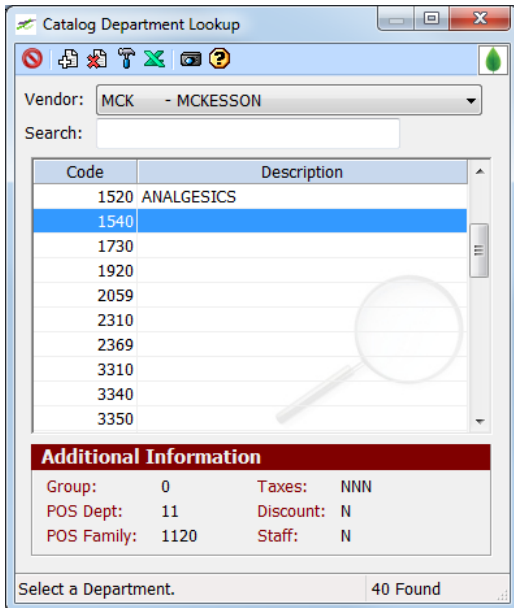 Catalog Department Lookup
Vendor: MCK - MCKESSON
Search:
Code Description
1520 ANALGESICS
1540
1730
1920
2059
2310
2369
3310
3340
3350
Additional Information
Group: 0 Taxes: NNN
POS Dept: 11 Discount: N
POS Family: 1120 Staff: N
Select a Department. 40 Found